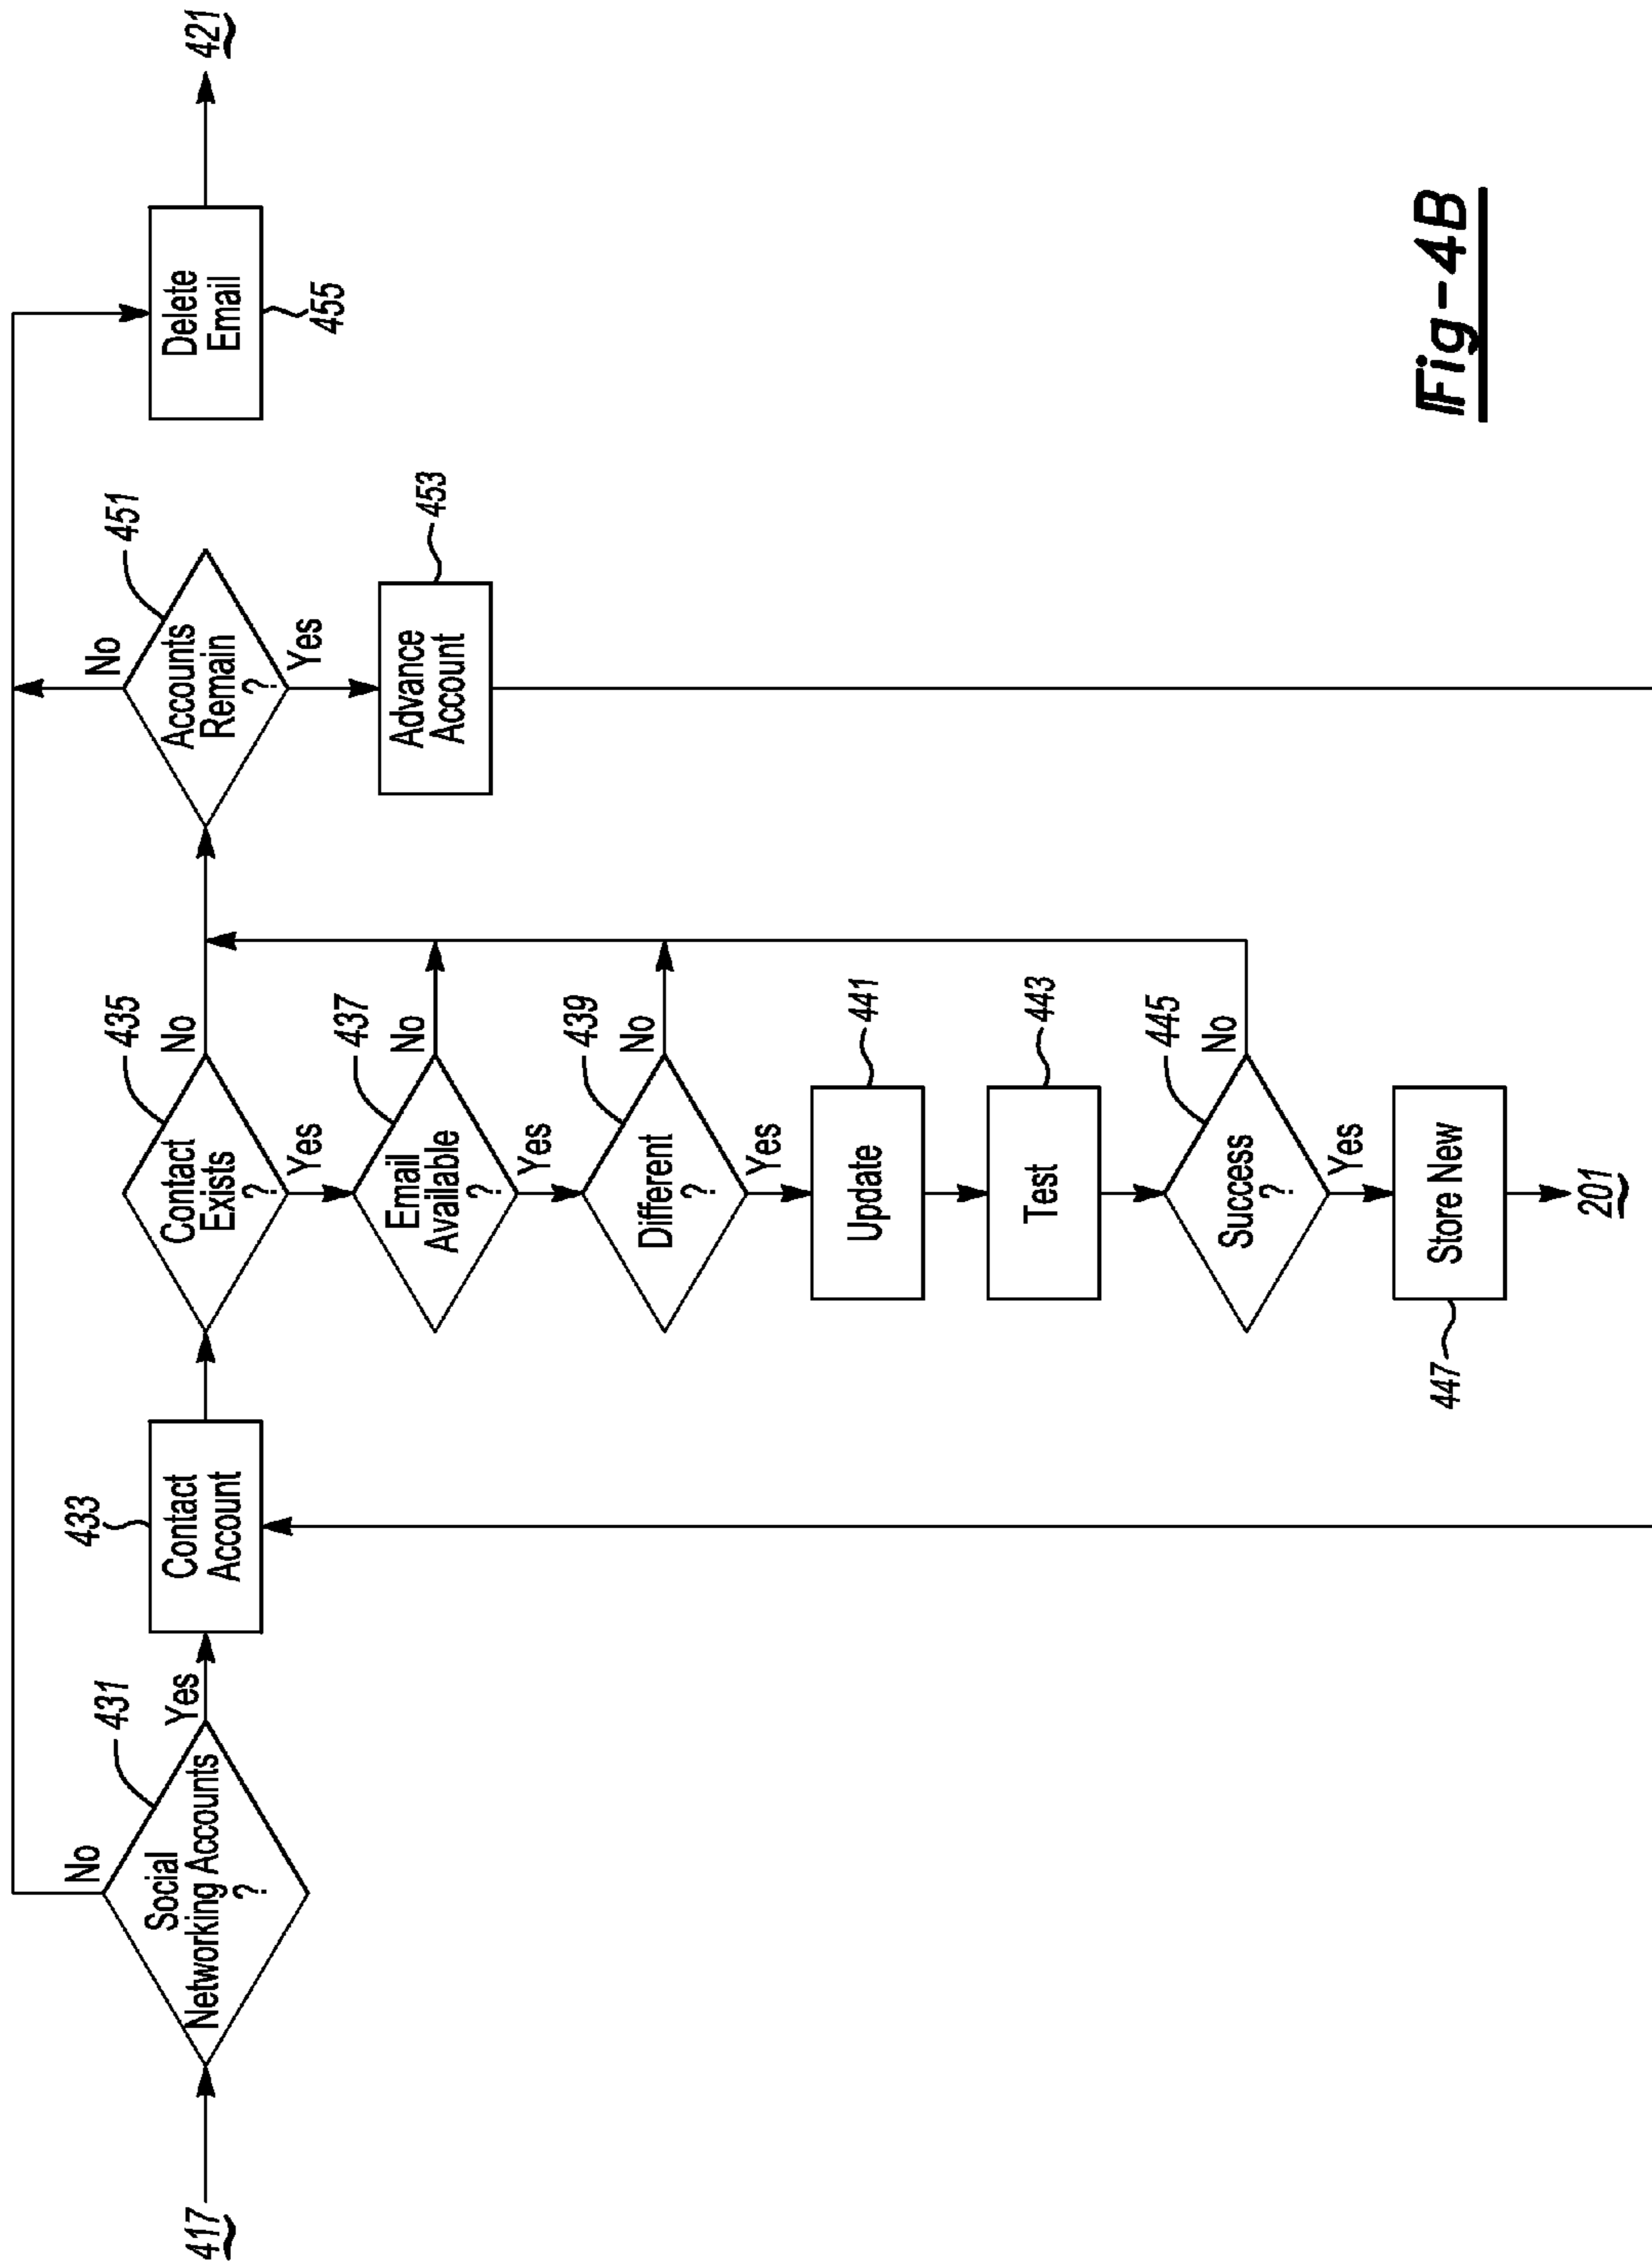 417
Social
Networking Accounts
?
431
No
Yes
433
Contact
Account
Contact
Exists
?
435
No
Yes
Email
Available
?
437
No
Yes
Different
?
439
No
Yes
Update
441
Test
443
Success
?
445
No
Yes
Store New
447
201
Accounts
Remain
?
451
No
Yes
Advance
Account
453
Delete
Email
455
421
Fig-4B